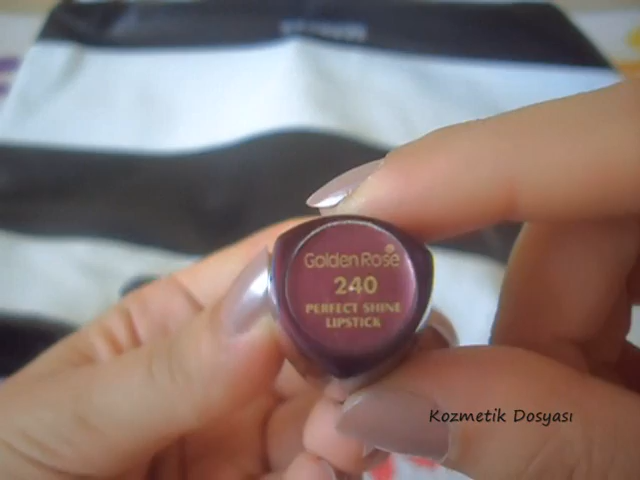 Golden Rose
240
PERFECT SHINE
LIPSTICK
Kozmetik Dosyası